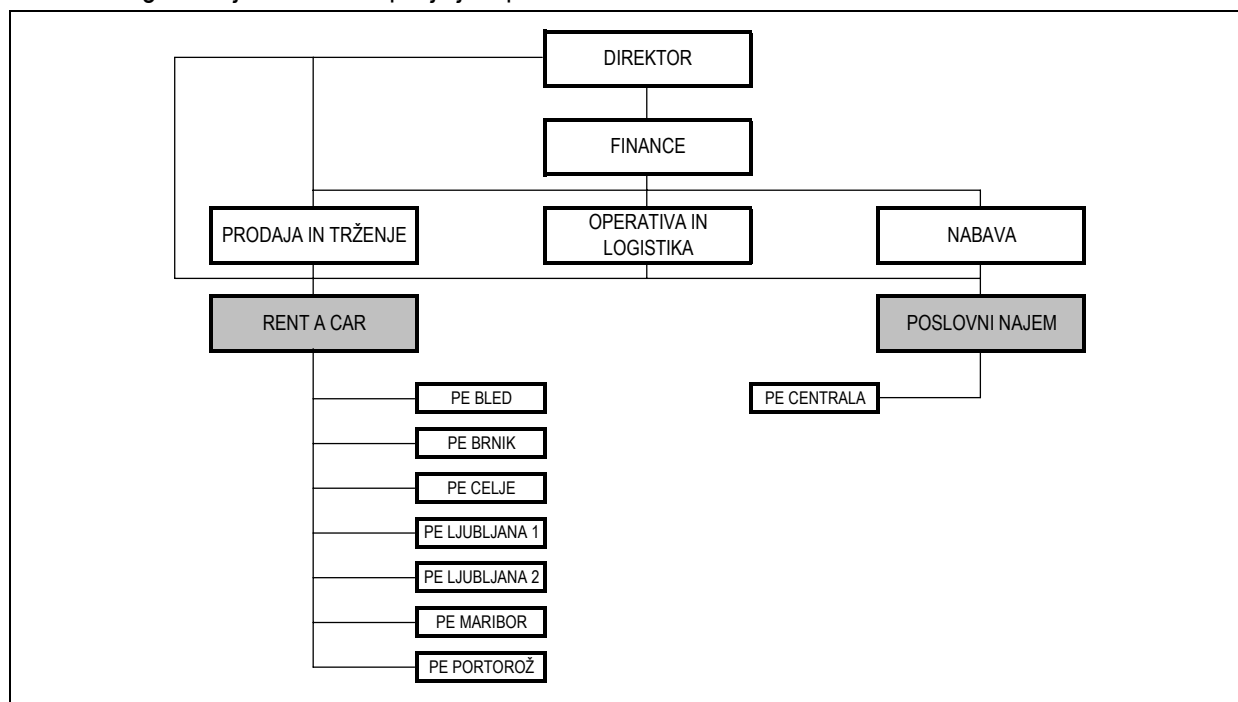 DIREKTOR
FINANCE
PRODAJA IN TRŽENJE
OPERATIVA IN
LOGISTIKA
NABAVA
RENT A CAR
POSLOVNI NAJEM
PE BLED
PE CENTRALA
PE BRNIK
PE CELJE
PE LJUBLJANA 1
PE LJUBLJANA 2
PE MARIBOR
PE PORTOROŽ